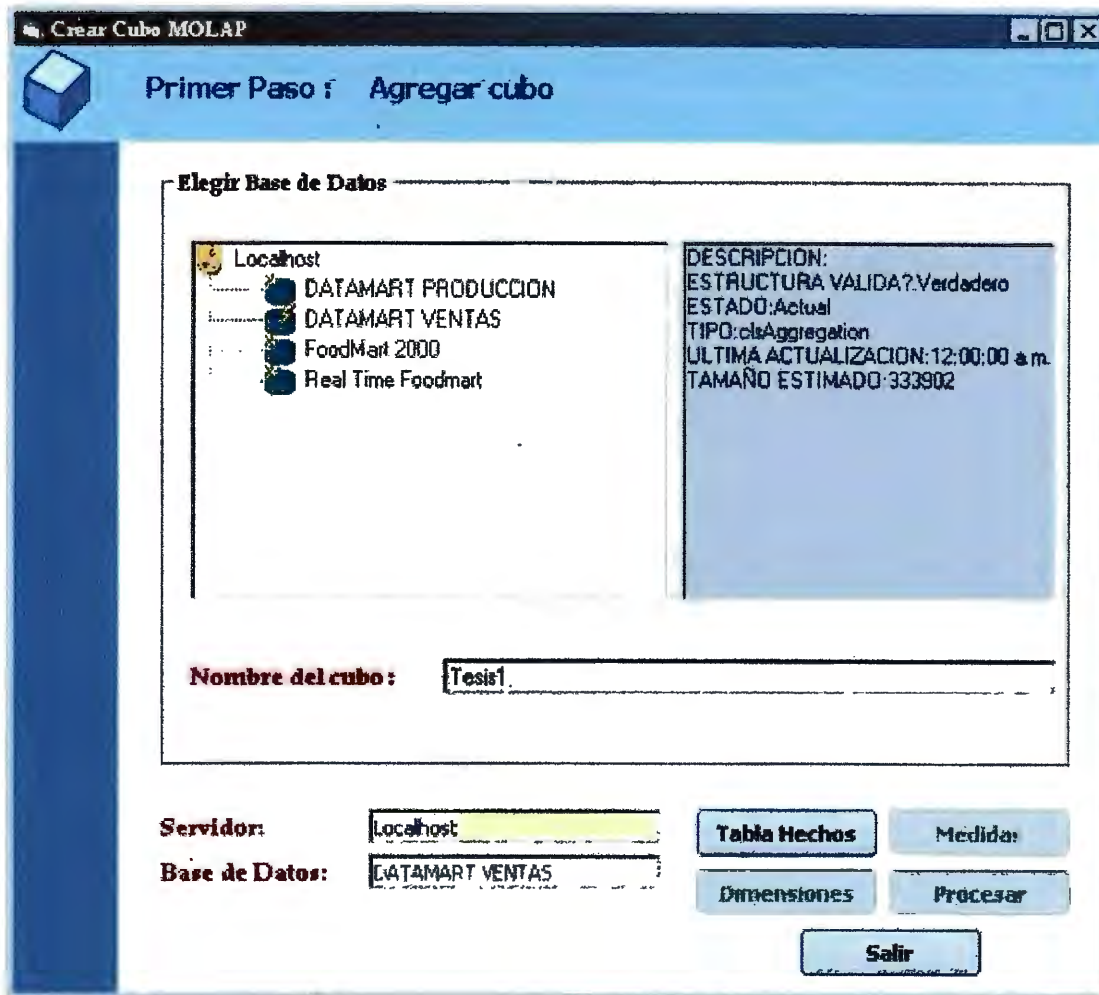 Crear Cubo MOLAP
Primer Paso : Agregar cubo
Elegir Base de Datos
Localhost
DATAMART PRODUCCION
DATAMART VENTAS
FoodMart 2000
Real Time Foodmart
DESCRIPCION:
ESTRUCTURA VALIDA?:Verdadero
ESTADO:Actual
TIPO:clsAggregation
ULTIMA ACTUALIZACION:12:00:00 a.m.
TAMAÑO ESTIMADO:333902
Nombre del cubo : Tesis1
Servidor: Localhost
Base de Datos: DATAMART VENTAS
Tabla Hechos Medidas
Dimensiones Procesar
Salir